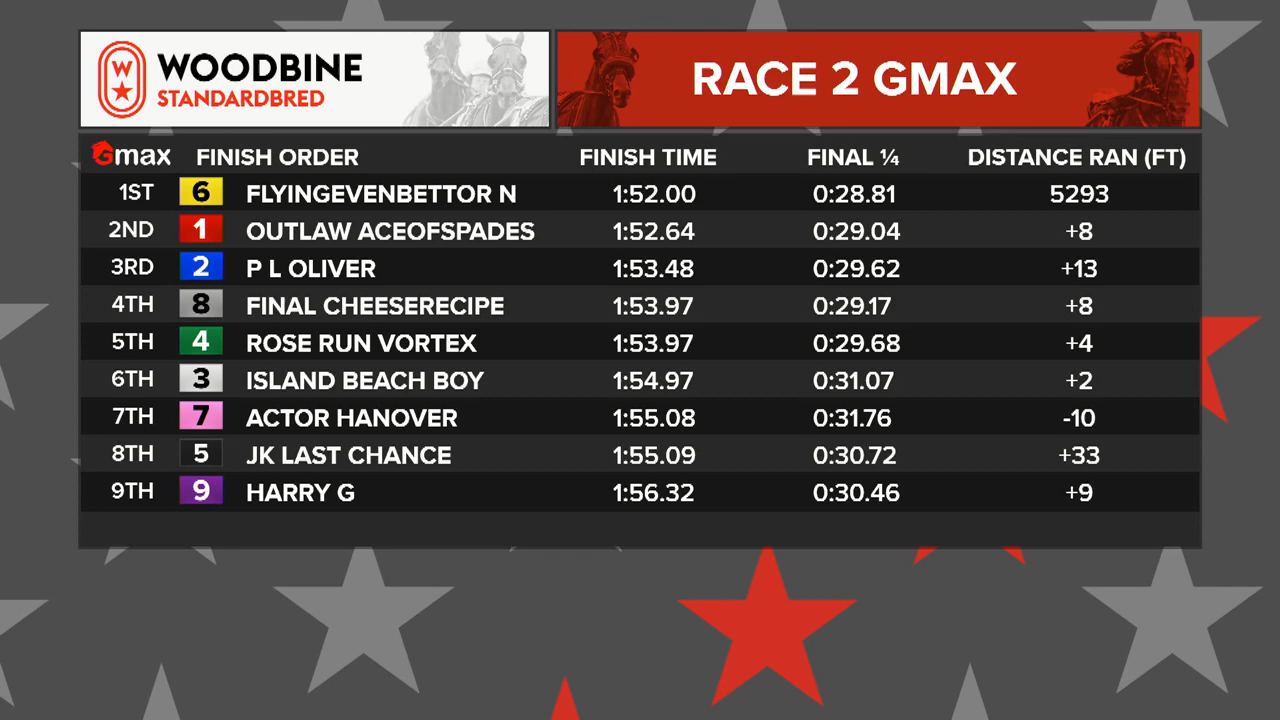 W
WOODBINE
STANDARDBRED
RACE 2 GMAX
Gmax FINISH ORDER FINISH TIME FINAL ¼ DISTANCE RAN (FT)
1ST 6 FLYINGEVENBETTOR N 1:52.00 0:28.81 5293
2ND 1 OUTLAW ACEOFSPADES 1:52.64 0:29.04 +8
3RD 2 P L OLIVER 1:53.48 0:29.62 +13
4TH 8 FINAL CHEESERECIPE 1:53.97 0:29.17 +8
5TH 4 ROSE RUN VORTEX 1:53.97 0:29.68 +4
6TH 3 ISLAND BEACH BOY 1:54.97 0:31.07 +2
7TH 7 ACTOR HANOVER 1:55.08 0:31.76 -10
8TH 5 JK LAST CHANCE 1:55.09 0:30.72 +33
9TH 9 HARRY G 1:56.32 0:30.46 +9